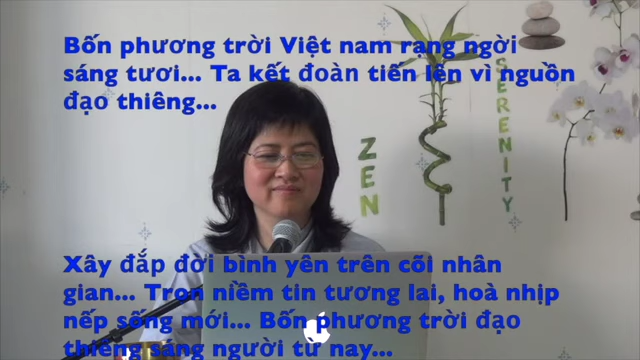 Bốn phương trời Việt nam rạng ngời
sáng tươi... Ta kết đoàn tiến lên vì nguồn
đạo thiêng...
ZEN
SERENITY
Xây đắp đời bình yên trên cõi nhân
gian... Trọn niềm tin tương lai, hoà nhịp
nếp sống mới... Bốn phương trời đạo
thiêng sáng người từ nay...